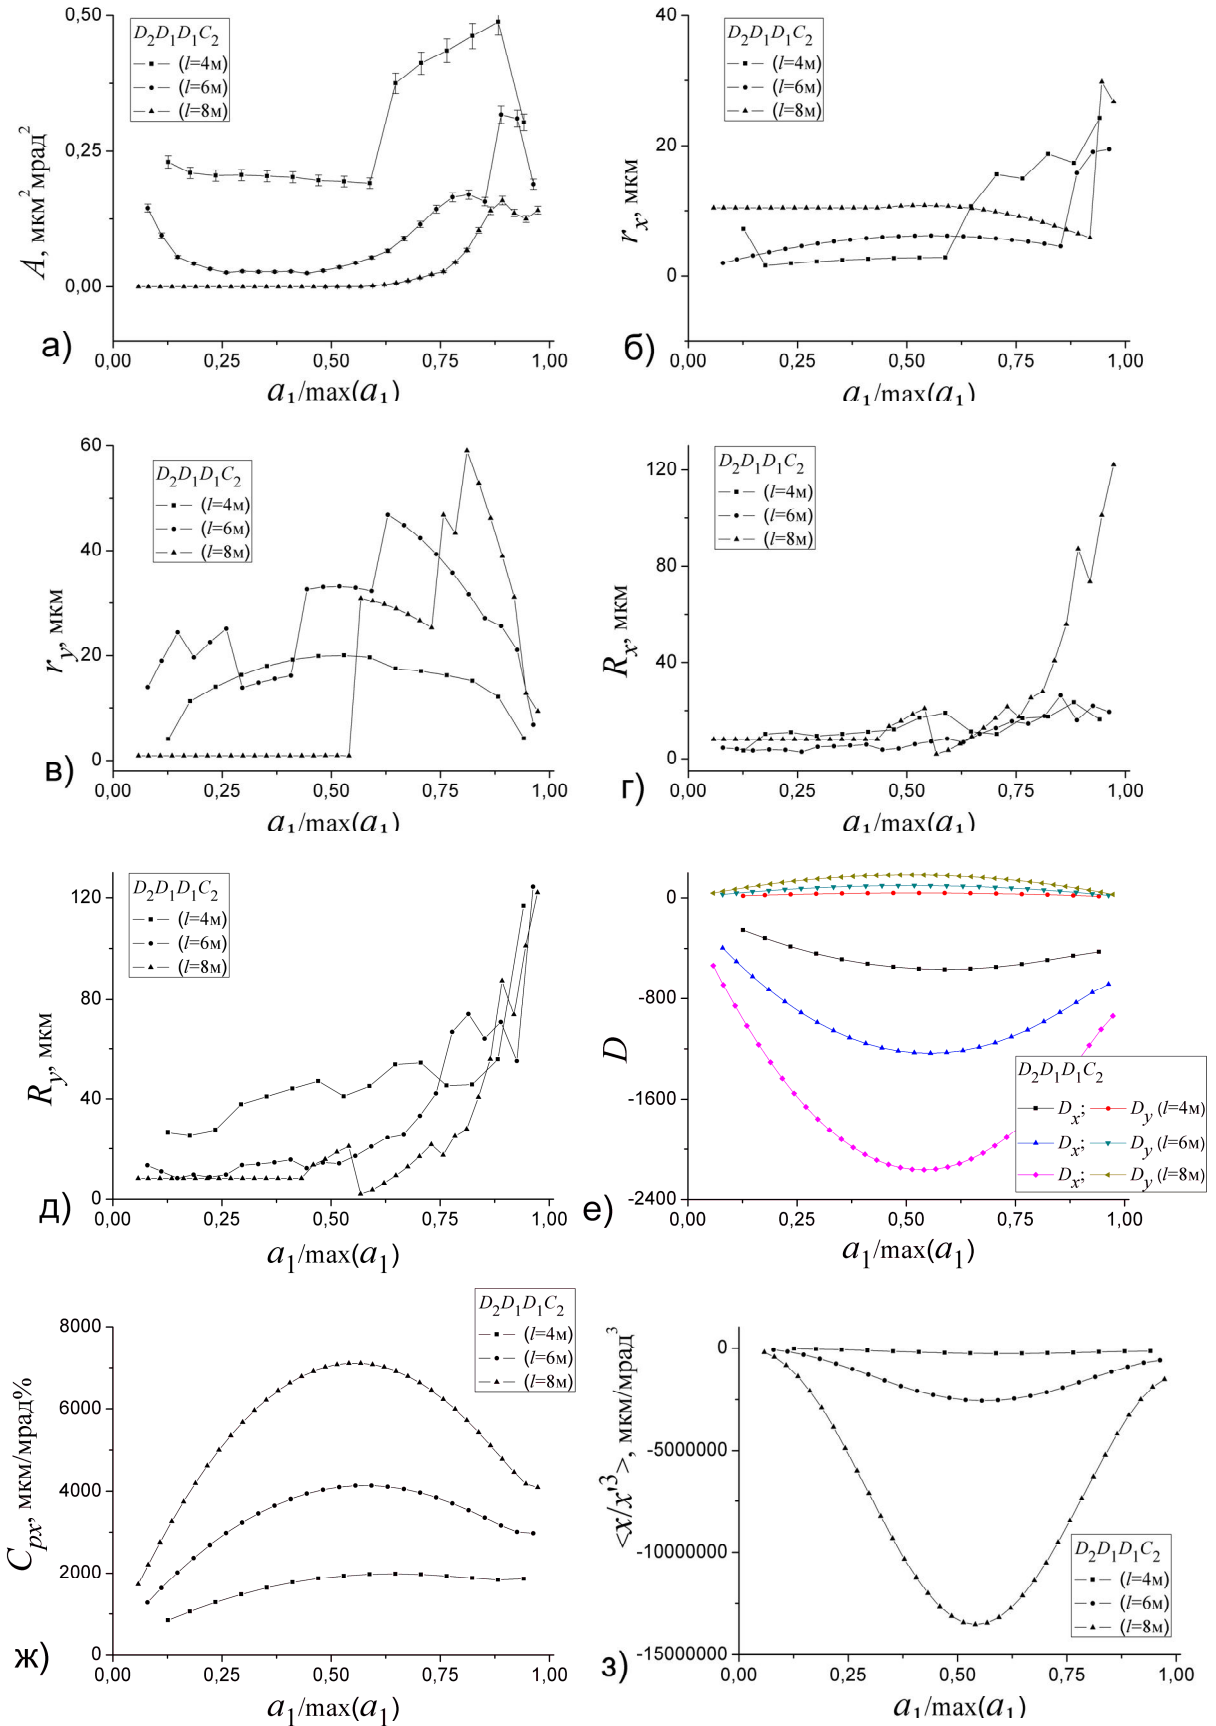 0,50
0,25
0,00
A, мкм² мрад²
D₂D₁D₁C₂
(l=4м)
(l=6м)
(l=8м)
0,00 0,25 0,50 0,75 1,00
a₁/max(a₁)
а)
40
20
0
rₓ, мкм
D₂D₁D₁C₂
(l=4м)
(l=6м)
(l=8м)
0,00 0,25 0,50 0,75 1,00
a₁/max(a₁)
б)
60
40
20
0
r_y, мкм
D₂D₁D₁C₂
(l=4м)
(l=6м)
(l=8м)
0,00 0,25 0,50 0,75 1,00
a₁/max(a₁)
в)
120
80
40
0
Rₓ, мкм
D₂D₁D₁C₂
(l=4м)
(l=6м)
(l=8м)
0,00 0,25 0,50 0,75 1,00
a₁/max(a₁)
г)
120
80
40
0
R_y, мкм
D₂D₁D₁C₂
(l=4м)
(l=6м)
(l=8м)
0,00 0,25 0,50 0,75 1,00
a₁/max(a₁)
д)
0
-800
-1600
-2400
D
D₂D₁D₁C₂
Dₓ; D_y (l=4м)
Dₓ; D_y (l=6м)
Dₓ; D_y (l=8м)
0,00 0,25 0,50 0,75 1,00
a₁/max(a₁)
е)
8000
6000
4000
2000
0
C_px, мкм/мрад%
D₂D₁D₁C₂
(l=4м)
(l=6м)
(l=8м)
0,00 0,25 0,50 0,75 1,00
a₁/max(a₁)
ж)
0
-5000000
-10000000
-15000000
<x/x'³>, мкм/мрад³
D₂D₁D₁C₂
(l=4м)
(l=6м)
(l=8м)
0,00 0,25 0,50 0,75 1,00
a₁/max(a₁)
з)